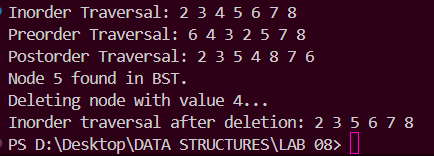 Inorder Traversal: 2 3 4 5 6 7 8
Preorder Traversal: 6 4 3 2 5 7 8
Postorder Traversal: 2 3 5 4 8 7 6
Node 5 found in BST.
Deleting node with value 4...
Inorder traversal after deletion: 2 3 5 6 7 8
PS D:\Desktop\DATA STRUCTURES\LAB 08>